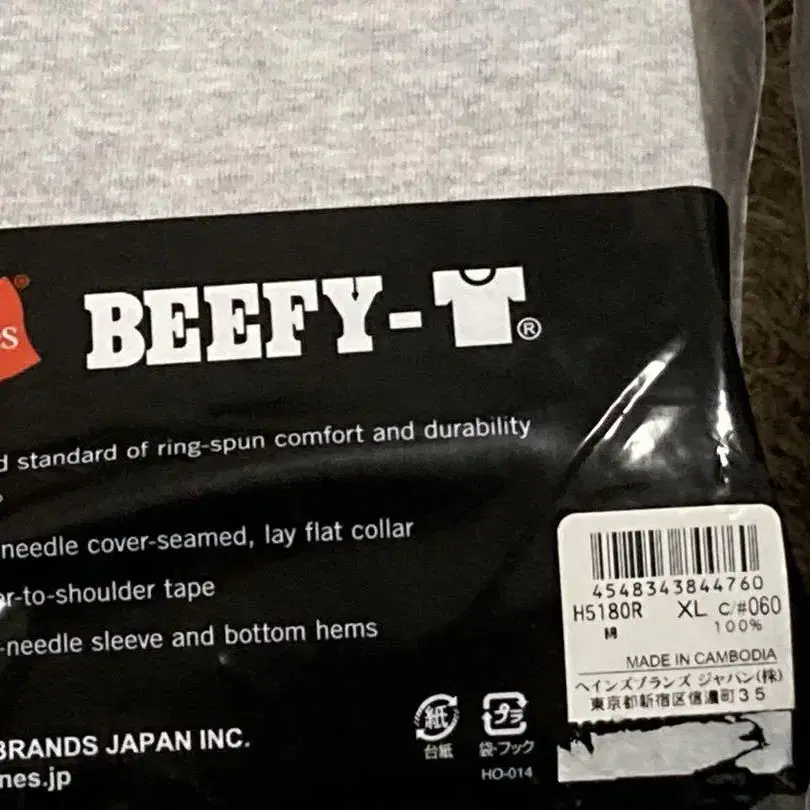 es®
BEEFY-T®
d standard of ring-spun comfort and durability
needle cover-seamed, lay flat collar
er-to-shoulder tape
-needle sleeve and bottom hems
BRANDS JAPAN INC.
nes.jp
紙
台紙
プラ
袋・フック
HO-014
4548343844760
H5180R XL C/#060
綿 100%
MADE IN CAMBODIA
ヘインズブランズ ジャパン(株)
東京都新宿区信濃町35